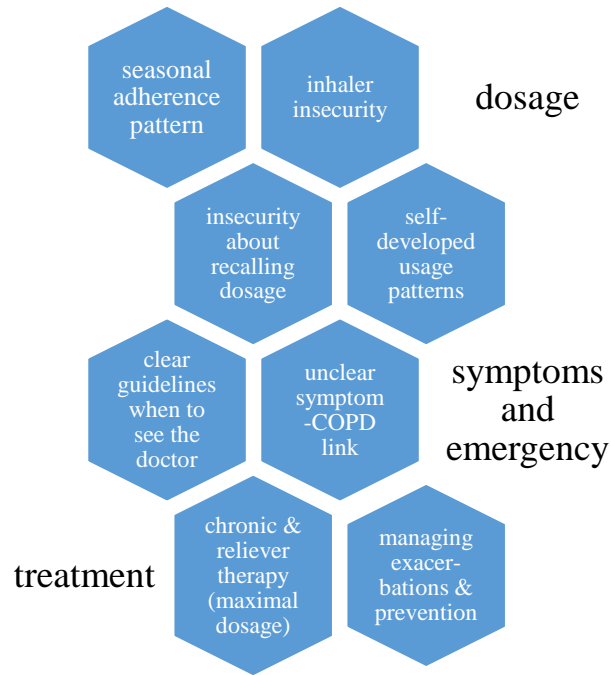 seasonal
adherence
pattern
inhaler
insecurity
dosage
insecurity
about
recalling
dosage
self-
developed
usage
patterns
clear
guidelines
when to
see the
doctor
unclear
symptom
-COPD
link
symptoms
and
emergency
treatment
chronic &
reliever
therapy
(maximal
dosage)
managing
exacer-
bations &
prevention